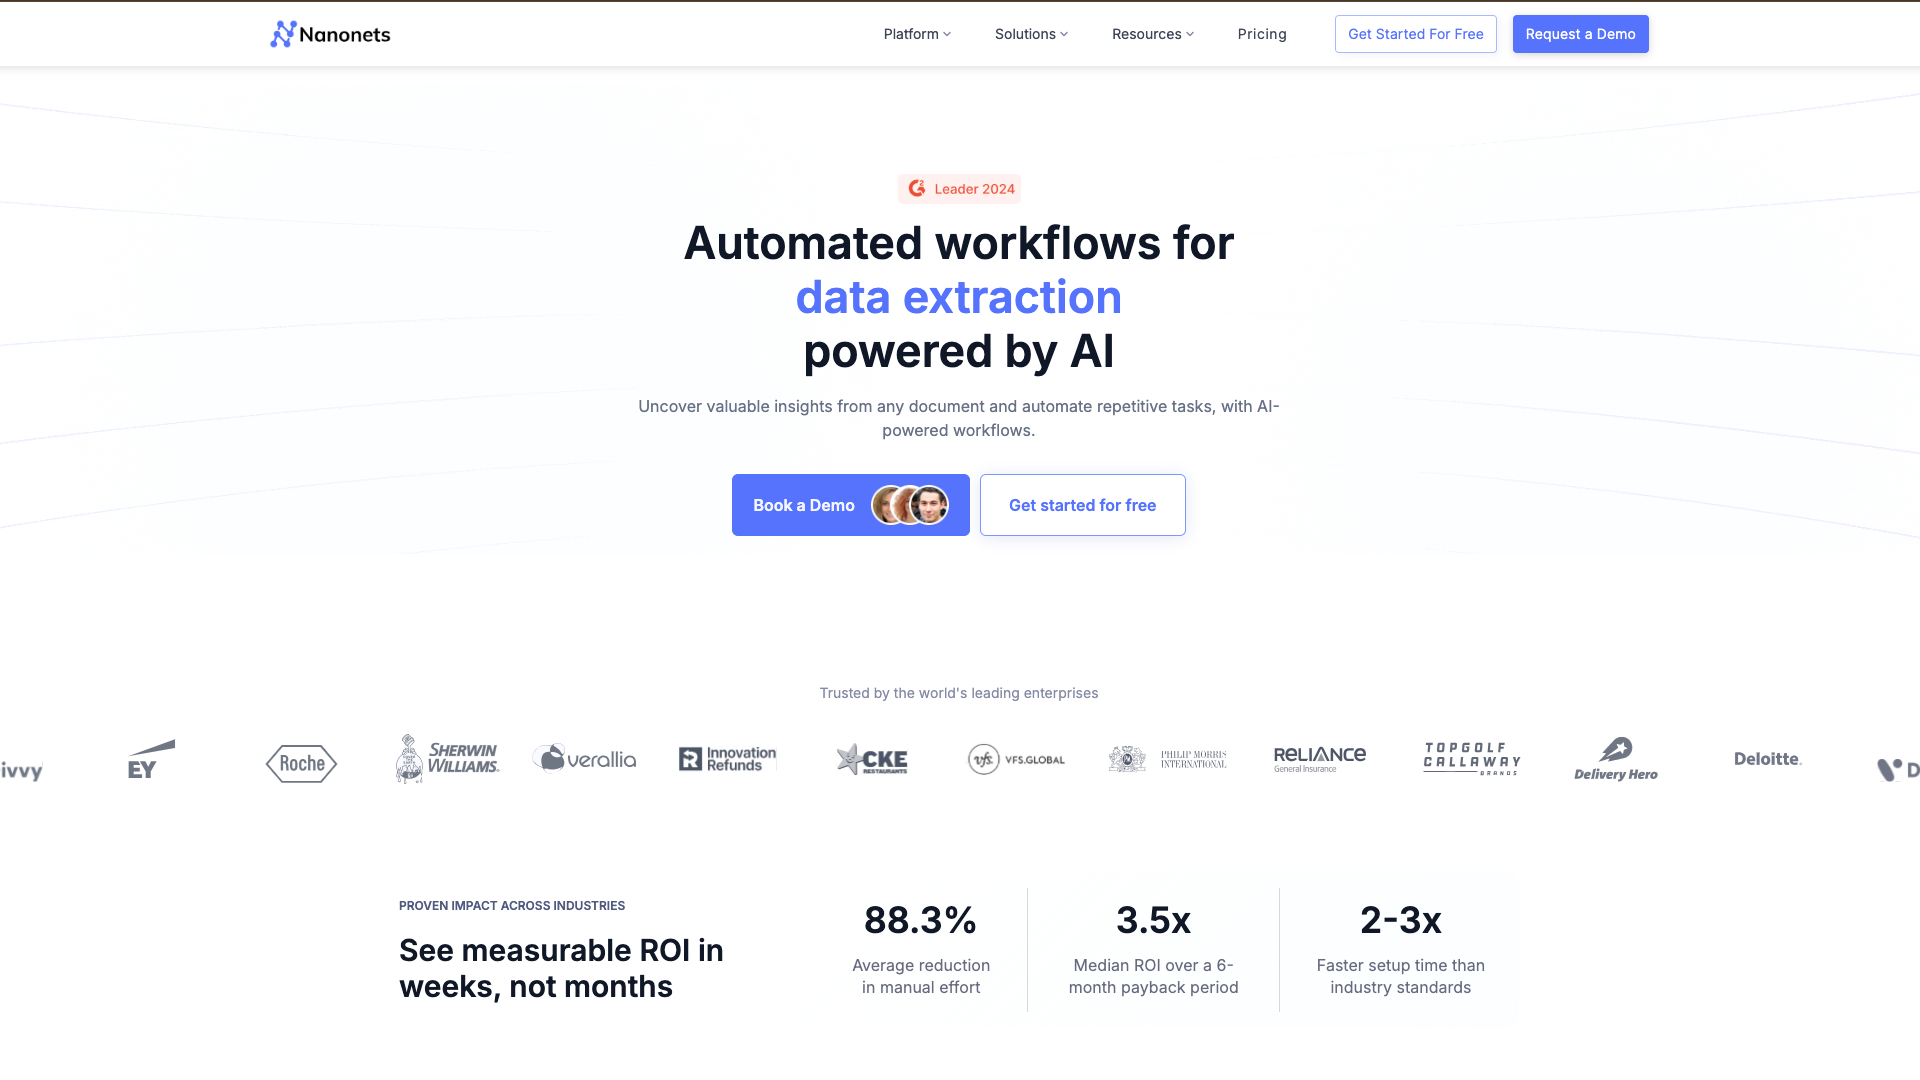 Nanonets
Platform
Solutions
Resources
Pricing
Get Started For Free
Request a Demo
Leader 2024
Automated workflows for
data extraction
powered by AI
Uncover valuable insights from any document and automate repetitive tasks, with AI-
powered workflows.
Book a Demo
Get started for free
Trusted by the world's leading enterprises
ivvy
EY
Roche
SHERWIN
WILLIAMS.
verallia
Innovation
Refunds
CKE
RESTAURANTS
vfs.
VFS.GLOBAL
PHILIP MORRIS
INTERNATIONAL
RELIANCE
General Insurance
TOPGOLF
CALLAWAY
BRANDS
Delivery Hero
Deloitte.
D
PROVEN IMPACT ACROSS INDUSTRIES
See measurable ROI in
weeks, not months
88.3%
Average reduction
in manual effort
3.5x
Median ROI over a 6-
month payback period
2-3x
Faster setup time than
industry standards